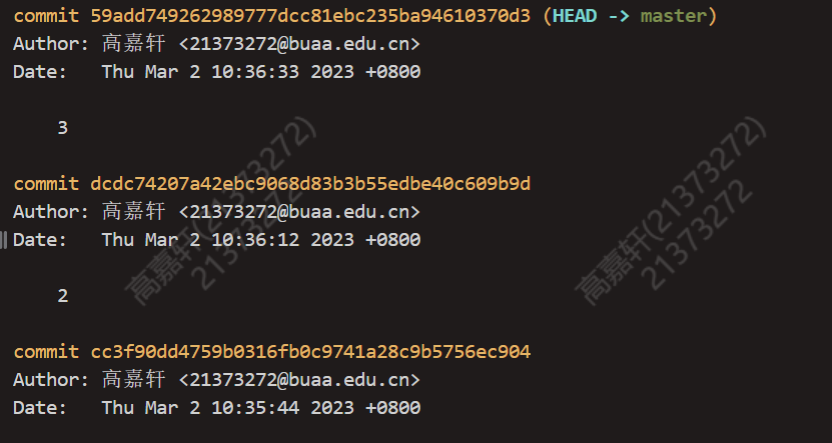 commit 59add749262989777dcc81ebc235ba94610370d3 (HEAD -> master)
Author: 高嘉轩 <21373272@buaa.edu.cn>
Date:   Thu Mar 2 10:36:33 2023 +0800
3
commit dcdc74207a42ebc9068d83b3b55edbe40c609b9d
Author: 高嘉轩 <21373272@buaa.edu.cn>
Date:   Thu Mar 2 10:36:12 2023 +0800
2
commit cc3f90dd4759b0316fb0c9741a28c9b5756ec904
Author: 高嘉轩 <21373272@buaa.edu.cn>
Date:   Thu Mar 2 10:35:44 2023 +0800
高嘉轩(21373272)
21373272
高嘉轩(21373272)
21373272